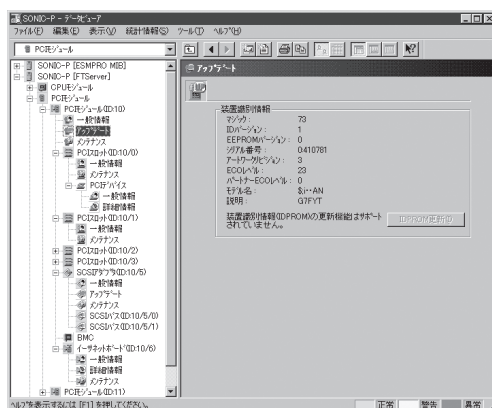 SONIC-P - データビューア
ファイル(F) 編集(E) 表示(V) 統計情報(S) ツール(T) ヘルプ(H)
PCIモジュール
SONIC-P [ESMPRO MIB]
SONIC-P [FTServer]
CPUモジュール
PCIモジュール
PCIモジュール(ID:10)
一般情報
アップデート
メンテナンス
PCIスロット(ID:10/0)
一般情報
メンテナンス
PCIデバイス
一般情報
詳細情報
PCIスロット(ID:10/1)
一般情報
メンテナンス
PCIスロット(ID:10/2)
PCIスロット(ID:10/3)
SCSIアダプタ(ID:10/5)
一般情報
アップデート
メンテナンス
SCSIバス(ID:10/5/0)
SCSIバス(ID:10/5/1)
BMC
イーサネットボード(ID:10/6)
一般情報
詳細情報
メンテナンス
PCIモジュール(ID:11)
アップデート
装置識別情報
マジック: 73
IDバージョン: 1
EEPROMバージョン: 0
シリアル番号: 0410781
アートワークリビジョン: 3
ECOレベル: 23
パートナーECOレベル: 0
モデル名: $i・・AN
説明: G7FYT
装置識別情報(IDPROM)の更新機能はサポート
されていません。
IDPROM更新(I)
ヘルプを表示するには [F1] を押してください。
正常 警告 異常